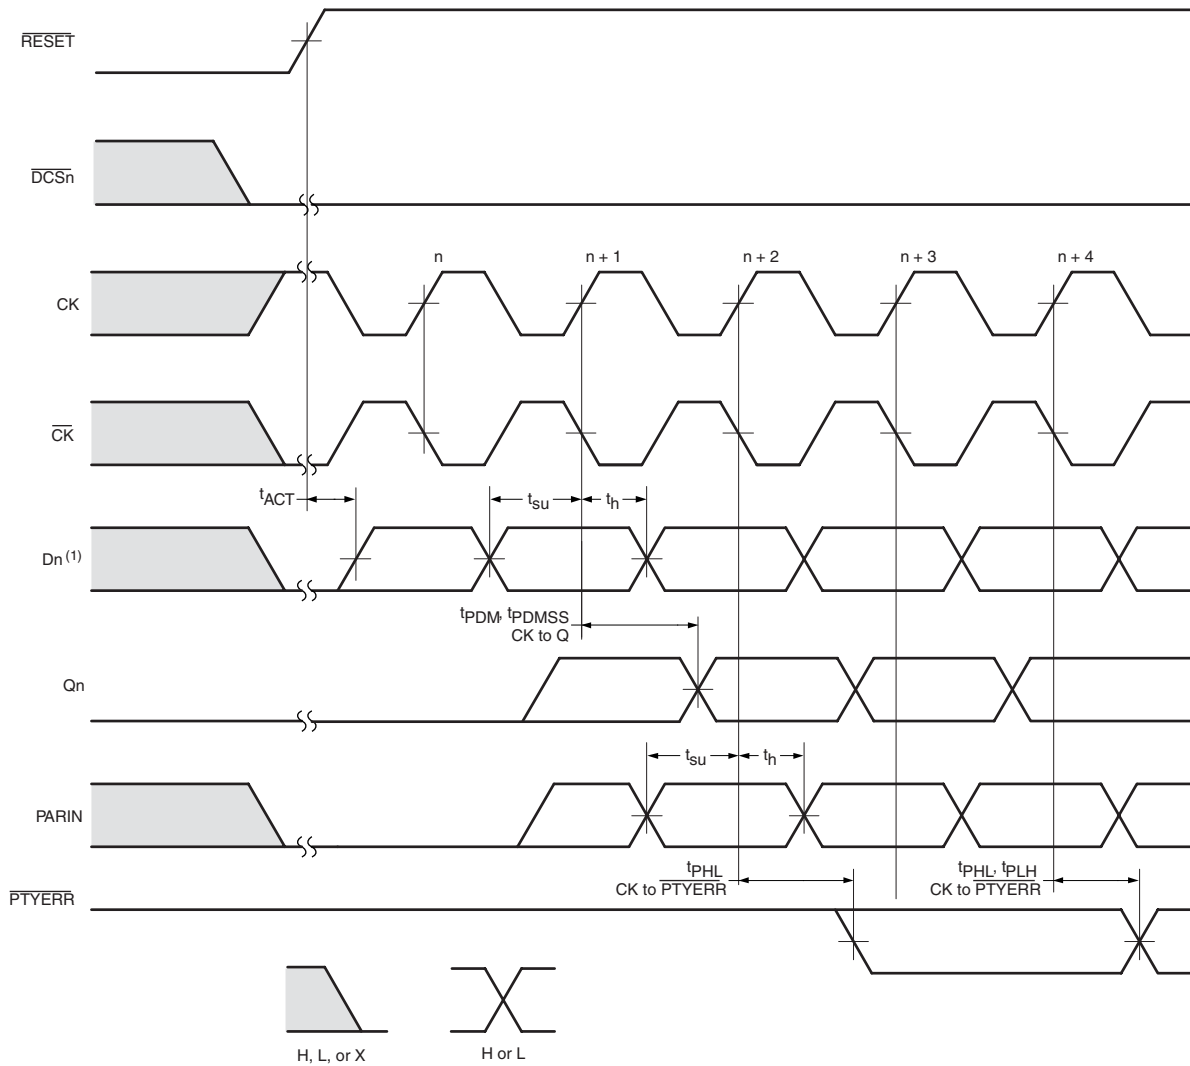 RESET
DCSn
n n + 1 n + 2 n + 3 n + 4
CK
CK
tACT tsu th
Dn(1)
tPDM, tPDMSS
CK to Q
Qn
tsu th
PARIN
tPHL
CK to PTYERR
tPHL, tPLH
CK to PTYERR
PTYERR
H, L, or X
H or L